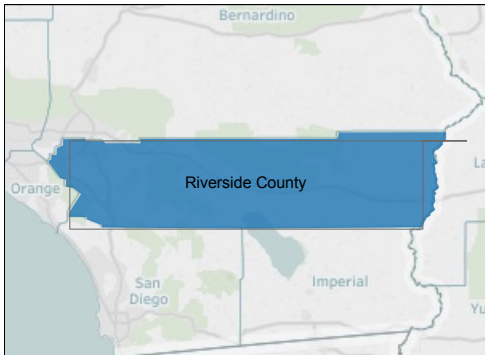 Bernardino
Riverside County
La
Orange
San
Diego
Imperial
Yu